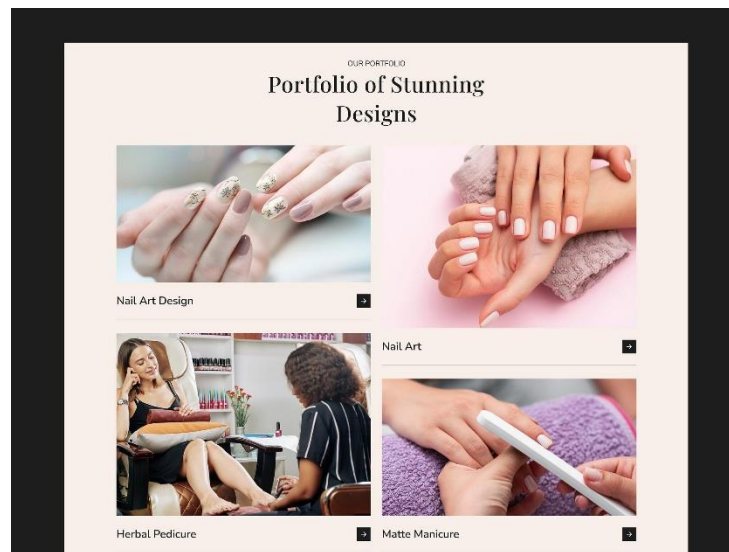 OUR PORTFOLIO
Portfolio of Stunning
Designs
Nail Art Design
Nail Art
Herbal Pedicure
Matte Manicure